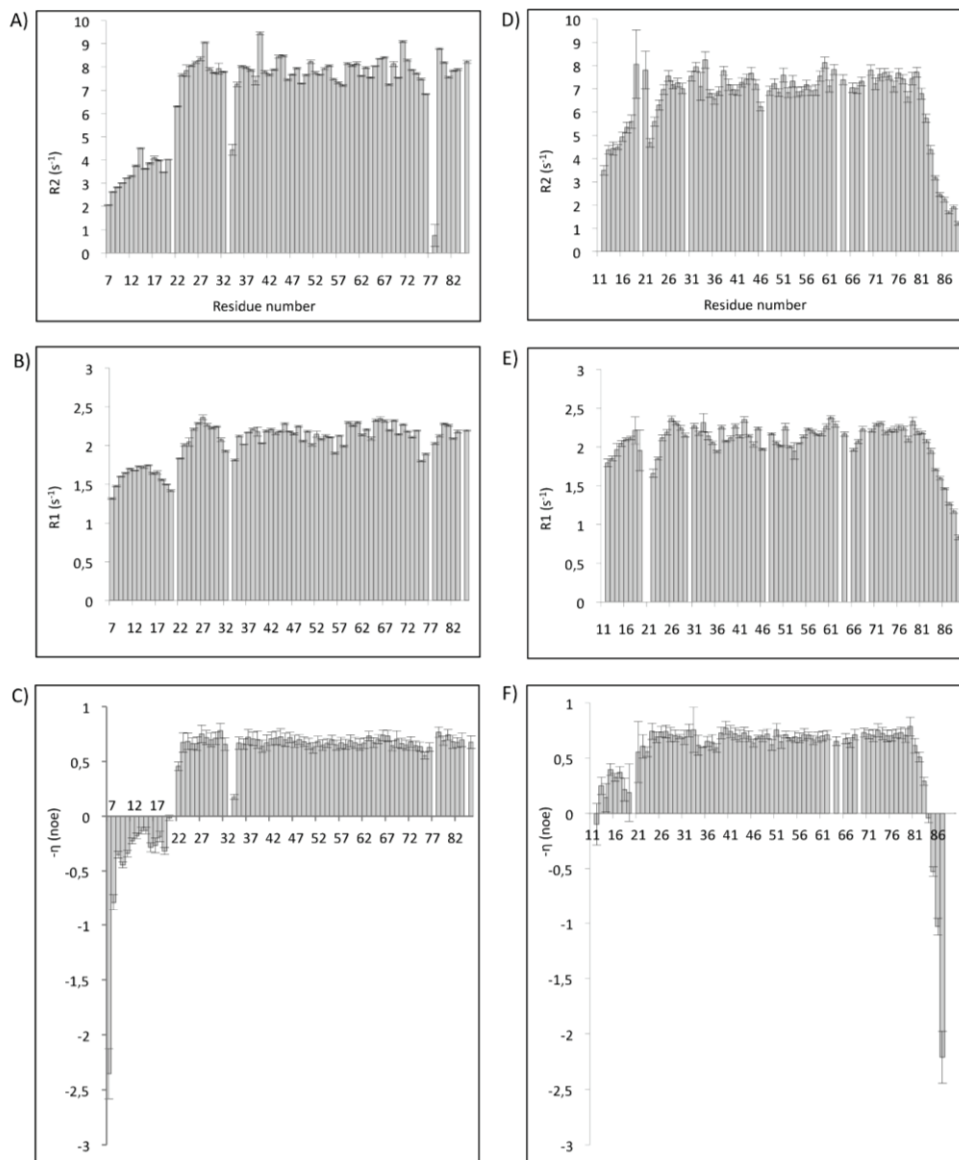 A)
10
9
8
7
6
5
4
3
2
1
0
R2 (s⁻¹)
7 12 17 22 27 32 37 42 47 52 57 62 67 72 77 82
Residue number
D)
10
9
8
7
6
5
4
3
2
1
0
R2 (s⁻¹)
11 16 21 26 31 36 41 46 51 56 61 66 71 76 81 86
Residue number
B)
3
2,5
2
1,5
1
0,5
0
R1 (s⁻¹)
7 12 17 22 27 32 37 42 47 52 57 62 67 72 77 82
E)
3
2,5
2
1,5
1
0,5
0
R1 (s⁻¹)
11 16 21 26 31 36 41 46 51 56 61 66 71 76 81 86
C)
1
0,5
0
-0,5
-1
-1,5
-2
-2,5
-3
-η (noe)
7 12 17
22 27 32 37 42 47 52 57 62 67 72 77 82
F)
1
0,5
0
-0,5
-1
-1,5
-2
-2,5
-3
-η (noe)
11 16 21 26 31 36 41 46 51 56 61 66 71 76 81 86